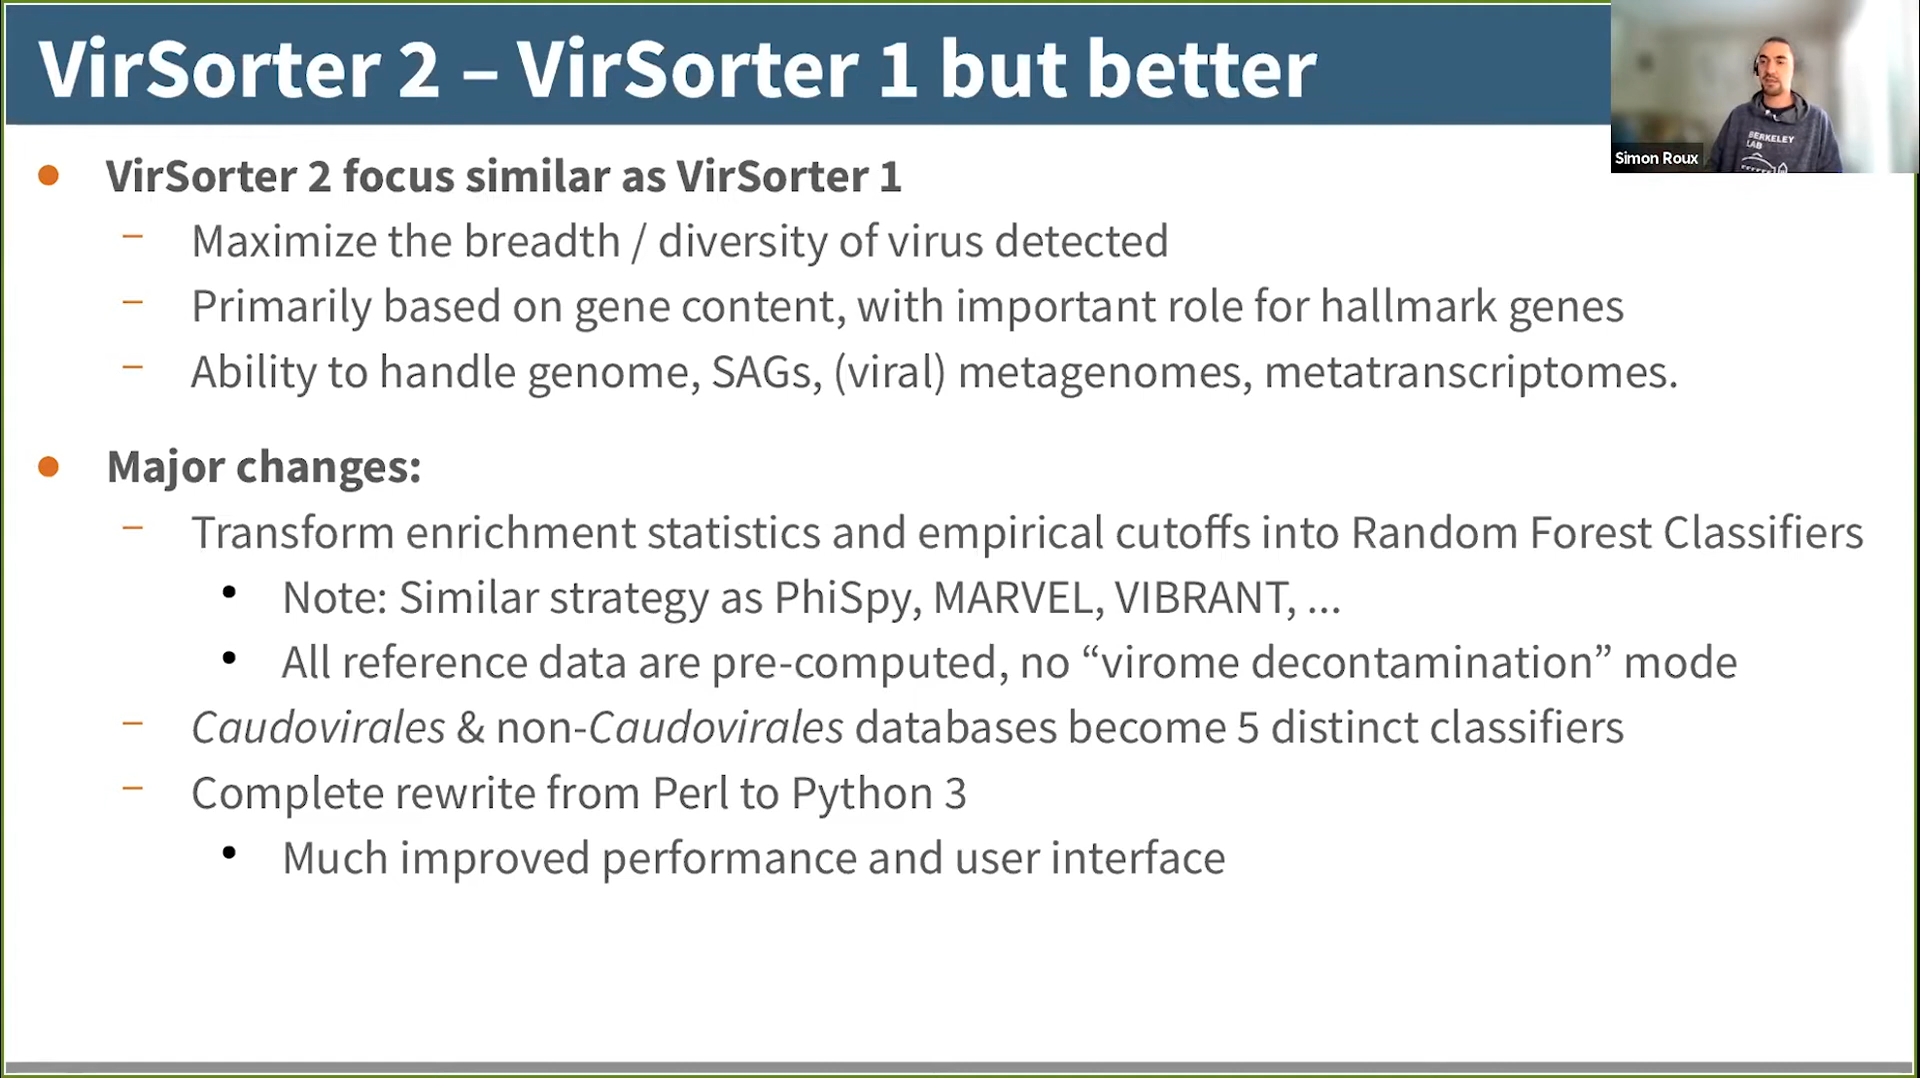 VirSorter 2 – VirSorter 1 but better
BERKELEY
LAB
Simon Roux
● VirSorter 2 focus similar as VirSorter 1
– Maximize the breadth / diversity of virus detected
– Primarily based on gene content, with important role for hallmark genes
– Ability to handle genome, SAGs, (viral) metagenomes, metatranscriptomes.
● Major changes:
– Transform enrichment statistics and empirical cutoffs into Random Forest Classifiers
• Note: Similar strategy as PhiSpy, MARVEL, VIBRANT, ...
• All reference data are pre-computed, no “virome decontamination” mode
– Caudovirales & non-Caudovirales databases become 5 distinct classifiers
– Complete rewrite from Perl to Python 3
• Much improved performance and user interface